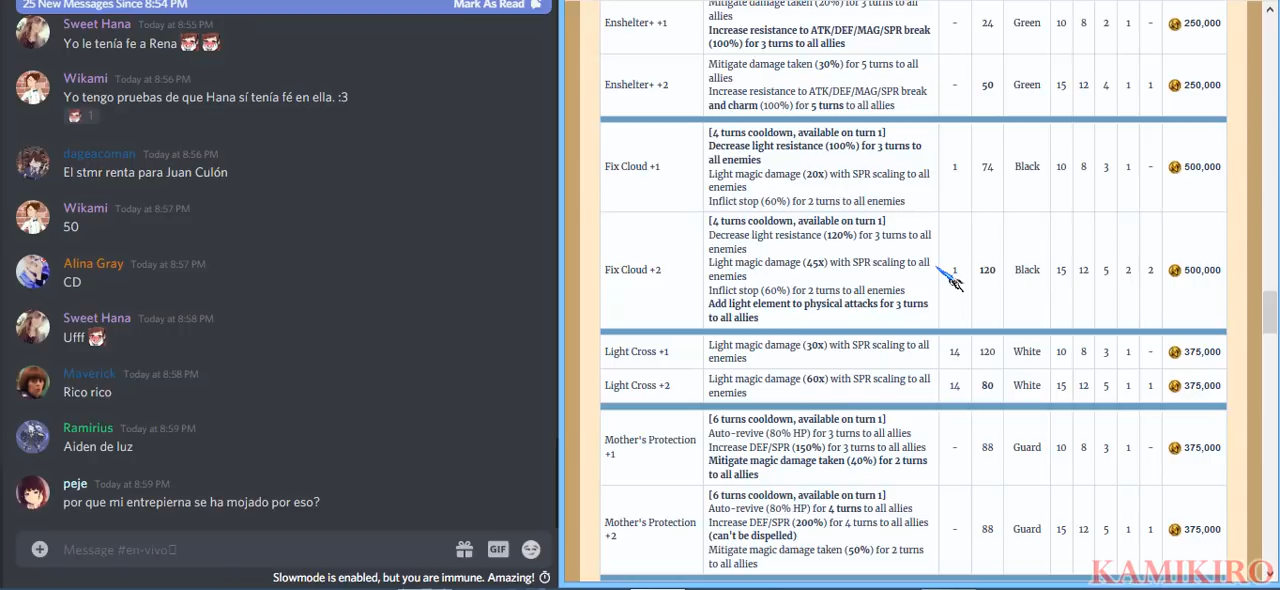 25 New Messages Since 8:54 PM
Mark As Read
Sweet Hana Today at 8:55 PM
Yo le tenía fe a Rena
Wikami Today at 8:56 PM
Yo tengo pruebas de que Hana sí tenía fé en ella. :3
1
dageacoman Today at 8:56 PM
El stmr renta para Juan Culón
Wikami Today at 8:57 PM
50
Alina Gray Today at 8:57 PM
CD
Sweet Hana Today at 8:58 PM
Ufff
Maverick Today at 8:58 PM
Rico rico
Ramirius Today at 8:59 PM
Aiden de luz
peje Today at 8:59 PM
por que mi entrepierna se ha mojado por eso?
Message #en-vivo
GIF
Slowmode is enabled, but you are immune. Amazing!
Mitigate damage taken (20%) for 3 turns to all
allies
Enshelter+ +1
Increase resistance to ATK/DEF/MAG/SPR break
(100%) for 3 turns to all allies
- 24 Green 10 8 2 1 - 250,000
Enshelter+ +2
Mitigate damage taken (30%) for 5 turns to all
allies
Increase resistance to ATK/DEF/MAG/SPR break
and charm (100%) for 5 turns to all allies
- 50 Green 15 12 4 1 1 250,000
Fix Cloud +1
[4 turns cooldown, available on turn 1]
Decrease light resistance (100%) for 3 turns to
all enemies
Light magic damage (20x) with SPR scaling to all
enemies
Inflict stop (60%) for 2 turns to all enemies
1 74 Black 10 8 3 1 - 500,000
Fix Cloud +2
[4 turns cooldown, available on turn 1]
Decrease light resistance (120%) for 3 turns to all
enemies
Light magic damage (45x) with SPR scaling to all
enemies
Inflict stop (60%) for 2 turns to all enemies
Add light element to physical attacks for 3 turns
to all allies
1 120 Black 15 12 5 2 2 500,000
Light Cross +1
Light magic damage (30x) with SPR scaling to all
enemies
14 120 White 10 8 3 1 - 375,000
Light Cross +2
Light magic damage (60x) with SPR scaling to all
enemies
14 80 White 15 12 5 1 1 375,000
Mother's Protection
+1
[6 turns cooldown, available on turn 1]
Auto-revive (80% HP) for 3 turns to all allies
Increase DEF/SPR (150%) for 3 turns to all allies
Mitigate magic damage taken (40%) for 2 turns
to all allies
- 88 Guard 10 8 3 1 - 375,000
Mother's Protection
+2
[6 turns cooldown, available on turn 1]
Auto-revive (80% HP) for 4 turns to all allies
Increase DEF/SPR (200%) for 4 turns to all allies
(can't be dispelled)
Mitigate magic damage taken (50%) for 2 turns
to all allies
- 88 Guard 15 12 5 1 1 375,000
KAMIKIRO